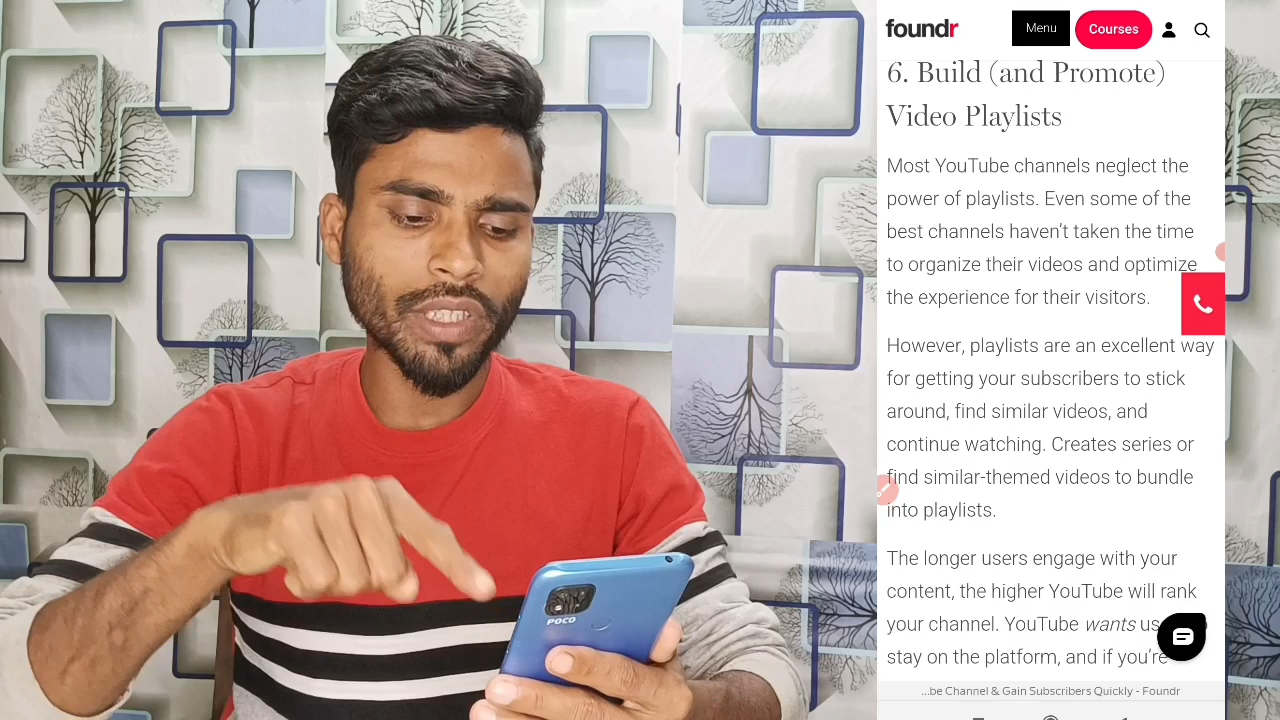 foundr
Menu
Courses
6. Build (and Promote)
Video Playlists
Most YouTube channels neglect the
power of playlists. Even some of the
best channels haven’t taken the time
to organize their videos and optimize
the experience for their visitors.
However, playlists are an excellent way
for getting your subscribers to stick
around, find similar videos, and
continue watching. Creates series or
find similar-themed videos to bundle
into playlists.
The longer users engage with your
content, the higher YouTube will rank
your channel. YouTube wants
stay on the platform, and if you’re
...be Channel & Gain Subscribers Quickly - Foundr
POCO